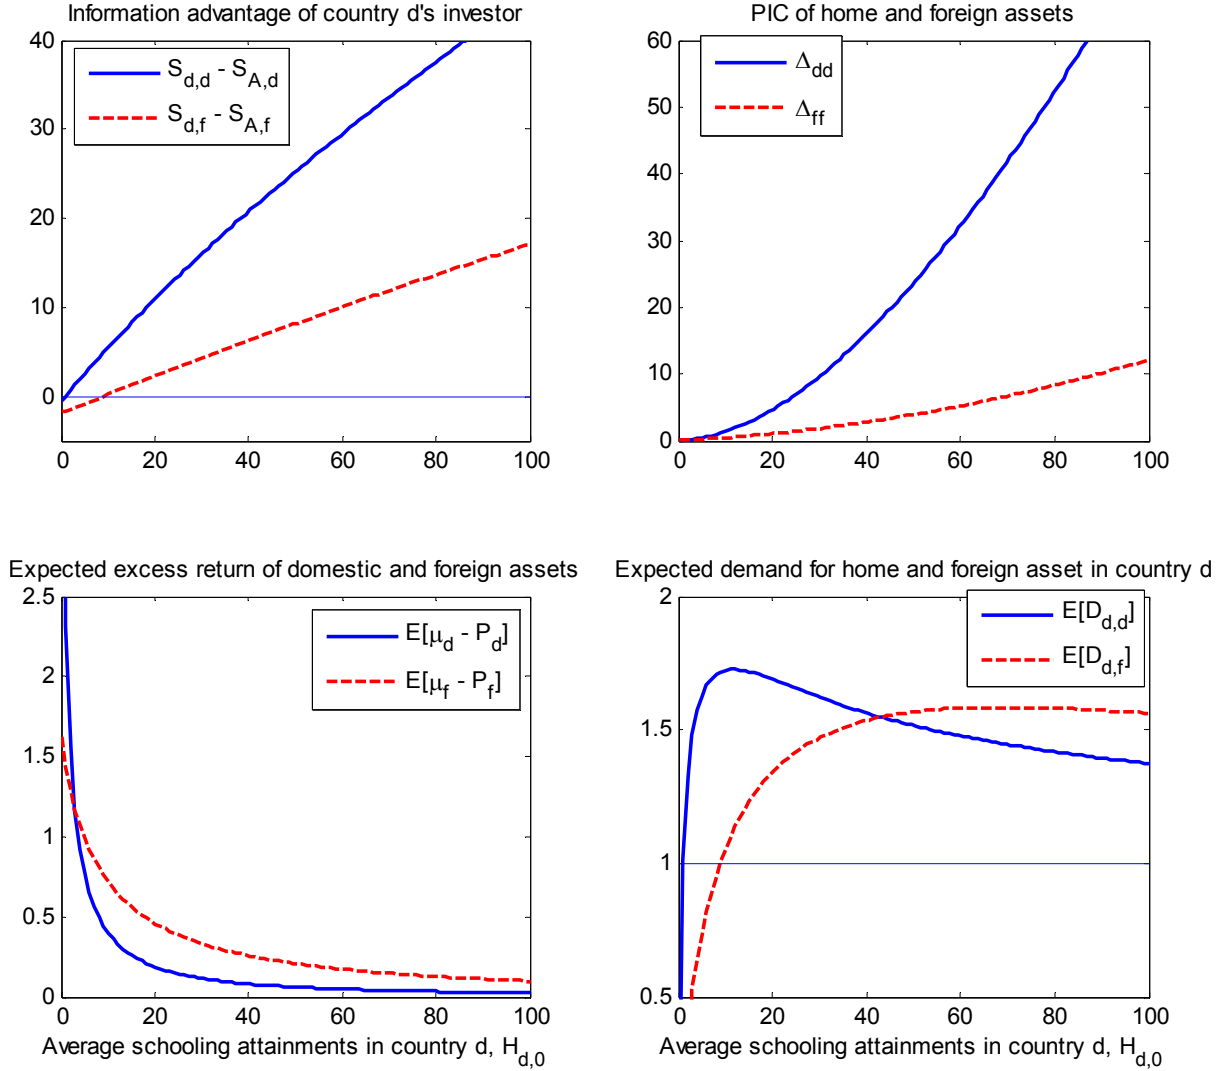 Information advantage of country d's investor
40
30
20
10
0
S_{d,d} - S_{A,d}
S_{d,f} - S_{A,f}
0 20 40 60 80 100
PIC of home and foreign assets
60
50
40
30
20
10
0
Δ_{dd}
Δ_{ff}
0 20 40 60 80 100
Expected excess return of domestic and foreign assets
2.5
2
1.5
1
0.5
0
E[μ_d - P_d]
E[μ_f - P_f]
0 20 40 60 80 100
Average schooling attainments in country d, H_{d,0}
Expected demand for home and foreign asset in country d
2
1.5
1
0.5
E[D_{d,d}]
E[D_{d,f}]
0 20 40 60 80 100
Average schooling attainments in country d, H_{d,0}